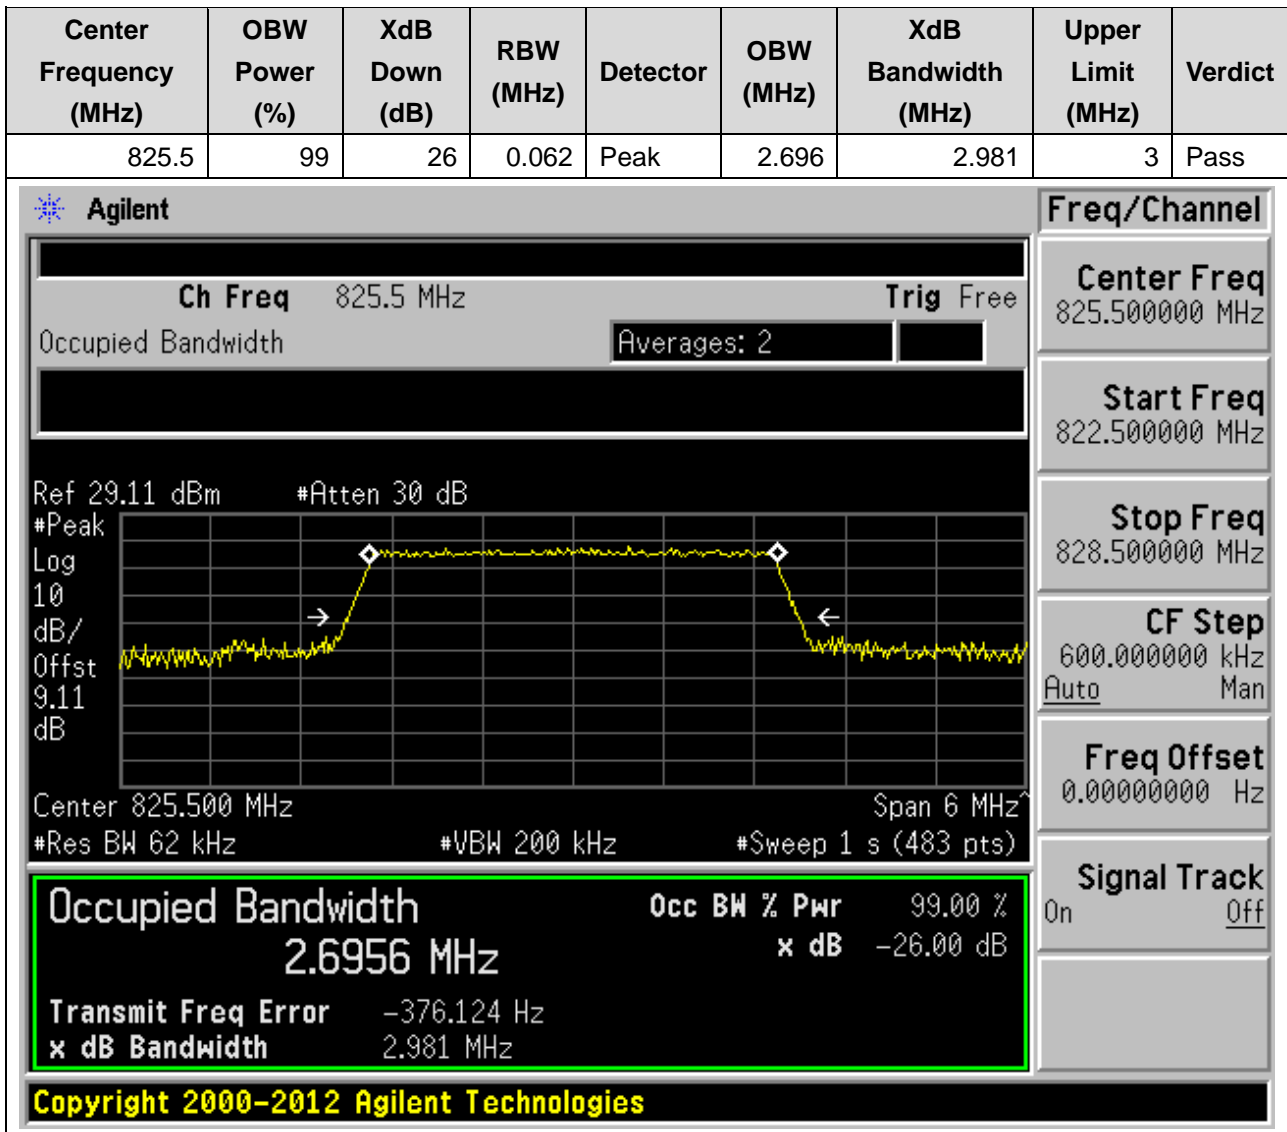 Center Frequency (MHz) OBW Power (%) XdB Down (dB) RBW (MHz) Detector OBW (MHz) XdB Bandwidth (MHz) Upper Limit (MHz) Verdict
825.5 99 26 0.062 Peak 2.696 2.981 3 Pass
Agilent
Ch Freq 825.5 MHz Trig Free
Occupied Bandwidth Averages: 2
Ref 29.11 dBm #Atten 30 dB
#Peak
Log
10
dB/
Offst
9.11
dB
Center 825.500 MHz Span 6 MHz^
#Res BW 62 kHz #VBW 200 kHz #Sweep 1 s (483 pts)
Occupied Bandwidth Occ BW % Pwr 99.00 %
2.6956 MHz x dB -26.00 dB
Transmit Freq Error -376.124 Hz
x dB Bandwidth 2.981 MHz
Copyright 2000-2012 Agilent Technologies
Freq/Channel
Center Freq
825.500000 MHz
Start Freq
822.500000 MHz
Stop Freq
828.500000 MHz
CF Step
600.000000 kHz
Auto Man
Freq Offset
0.00000000 Hz
Signal Track
On Off